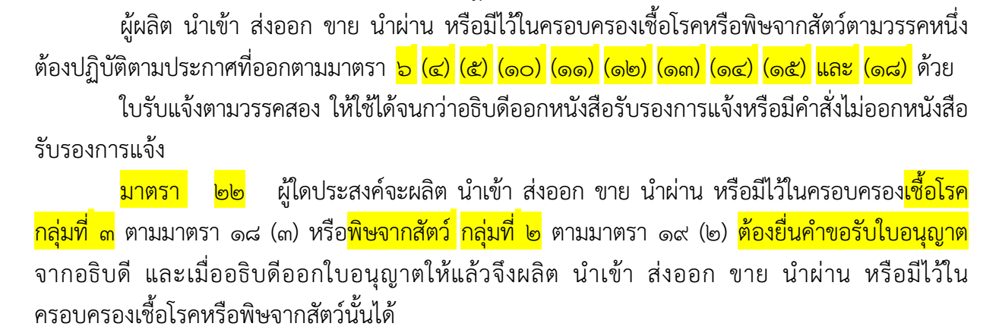 ผู้ผลิต นำเข้า ส่งออก ขาย นำผ่าน หรือมีไว้ในครอบครองเชื้อโรคหรือพิษจากสัตว์ตามวรรคหนึ่ง
ต้องปฏิบัติตามประกาศที่ออกตามมาตรา ๖ (๔) (๕) (๑๐) (๑๑) (๑๒) (๑๓) (๑๔) (๑๕) และ (๑๘) ด้วย
ใบรับแจ้งตามวรรคสอง ให้ใช้ได้จนกว่าอธิบดีออกหนังสือรับรองการแจ้งหรือมีคำสั่งไม่ออกหนังสือ
รับรองการแจ้ง
มาตรา ๒๒ ผู้ใดประสงค์จะผลิต นำเข้า ส่งออก ขาย นำผ่าน หรือมีไว้ในครอบครองเชื้อโรค
กลุ่มที่ ๓ ตามมาตรา ๑๘ (๓) หรือพิษจากสัตว์ กลุ่มที่ ๒ ตามมาตรา ๑๙ (๒) ต้องยื่นคำขอรับใบอนุญาต
จากอธิบดี และเมื่ออธิบดีออกใบอนุญาตให้แล้วจึงผลิต นำเข้า ส่งออก ขาย นำผ่าน หรือมีไว้ใน
ครอบครองเชื้อโรคหรือพิษจากสัตว์นั้นได้